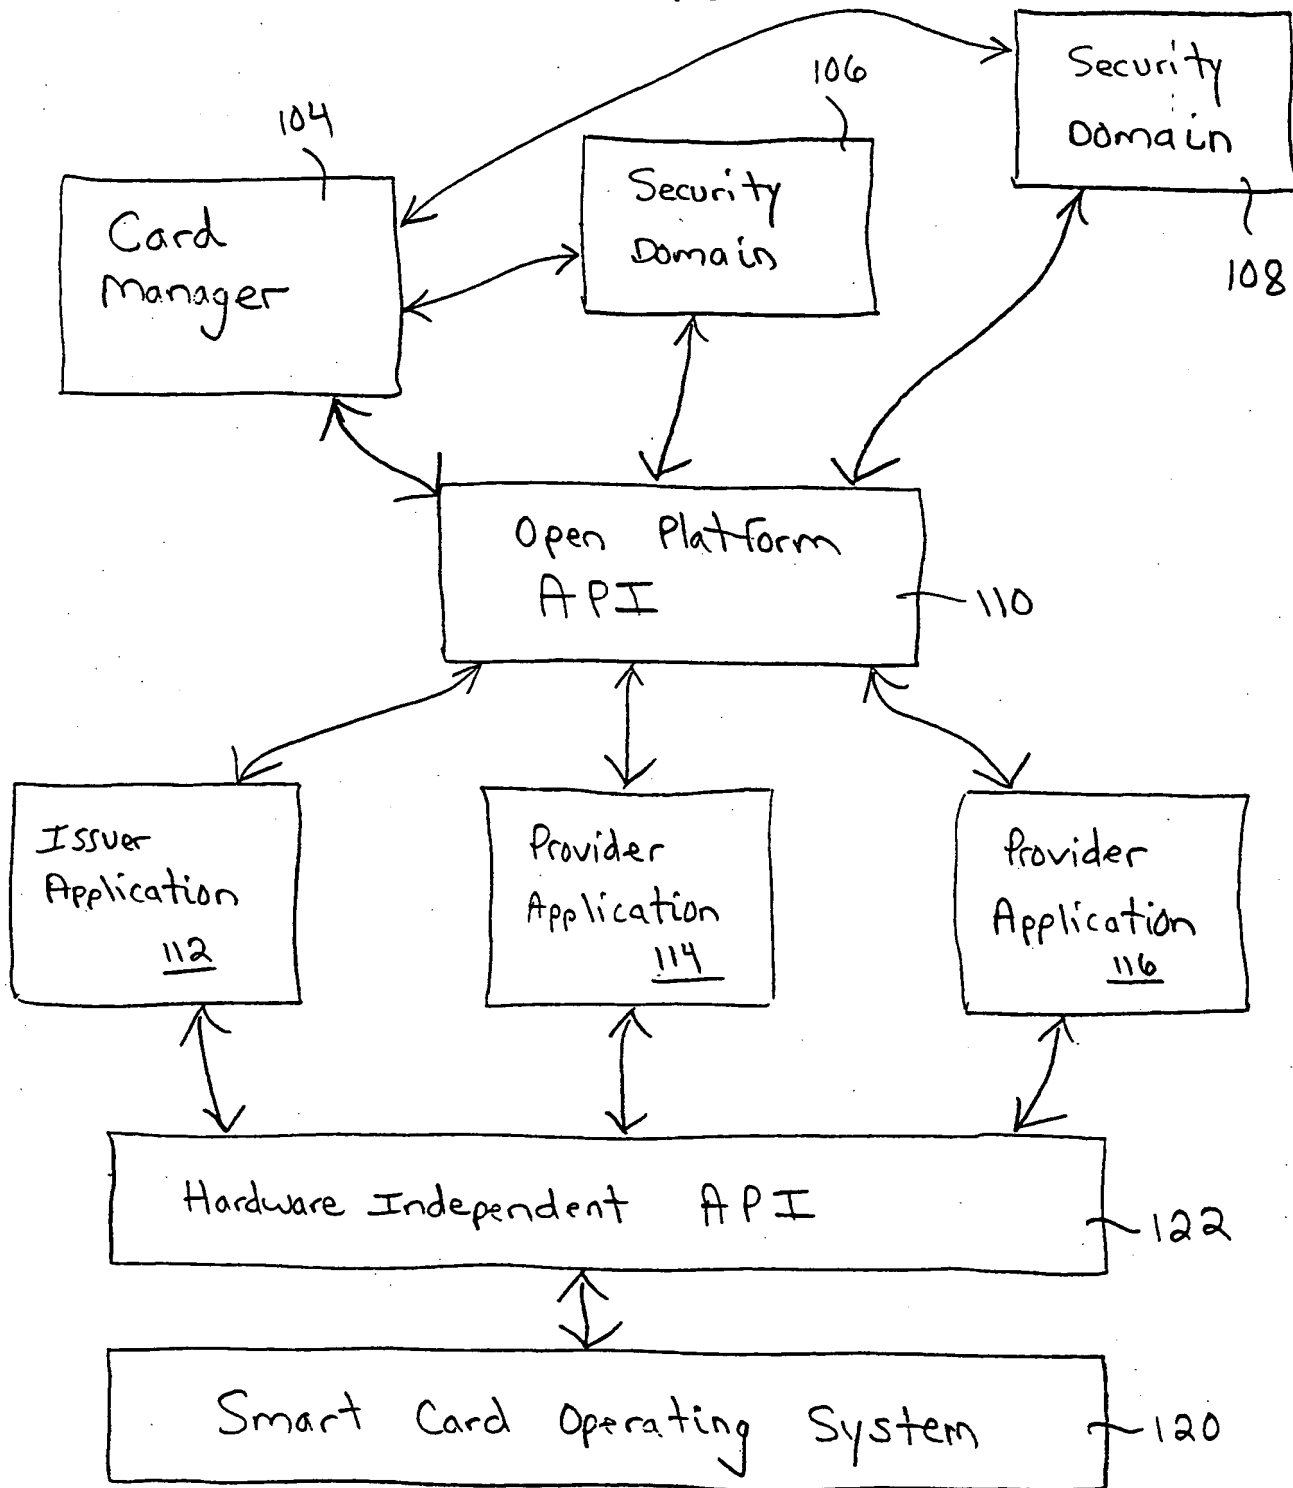 Security
Domain
106
104
Security
Domain
Card
Manager
108
Open Platform
API
110
Issuer
Application
112
Provider
Application
114
Provider
Application
116
Hardware Independent API
122
Smart Card Operating System
120